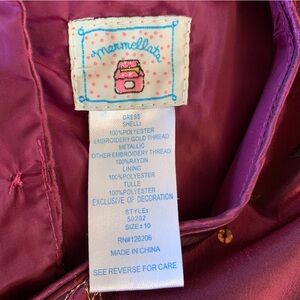 marmellata
DRESS
SHELL:
100%POLYESTER
EMBROIDERY GOLD THREAD
METALLIC
OTHER EMBROIDERY THREAD
100%RAYON
LINING
100%POLYESTER
TULLE
100%POLYESTER
EXCLUSIVE OF DECORATION
STYLE:
50282
SIZE:10
RN#126206
MADE IN CHINA
SEE REVERSE FOR CARE